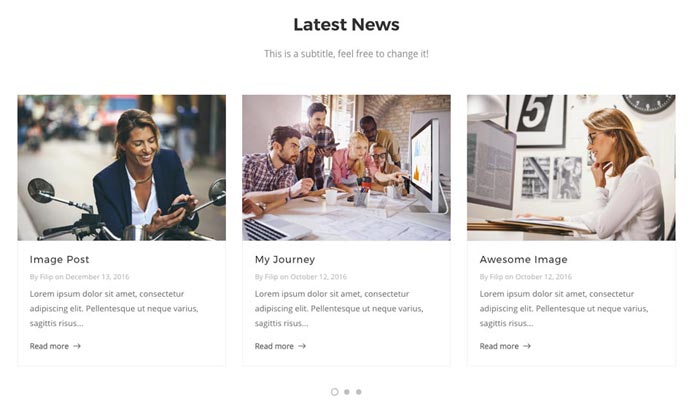 Latest News
This is a subtitle, feel free to change it!
5
Image Post
By Filip on December 13, 2016
Lorem ipsum dolor sit amet, consectetur
adipiscing elit. Pellentesque ut neque varius,
sagittis risus...
Read more →
My Journey
By Filip on October 12, 2016
Lorem ipsum dolor sit amet, consectetur
adipiscing elit. Pellentesque ut neque varius,
sagittis risus...
Read more →
Awesome Image
By Filip on October 12, 2016
Lorem ipsum dolor sit amet, consectetur
adipiscing elit. Pellentesque ut neque varius,
sagittis risus...
Read more →